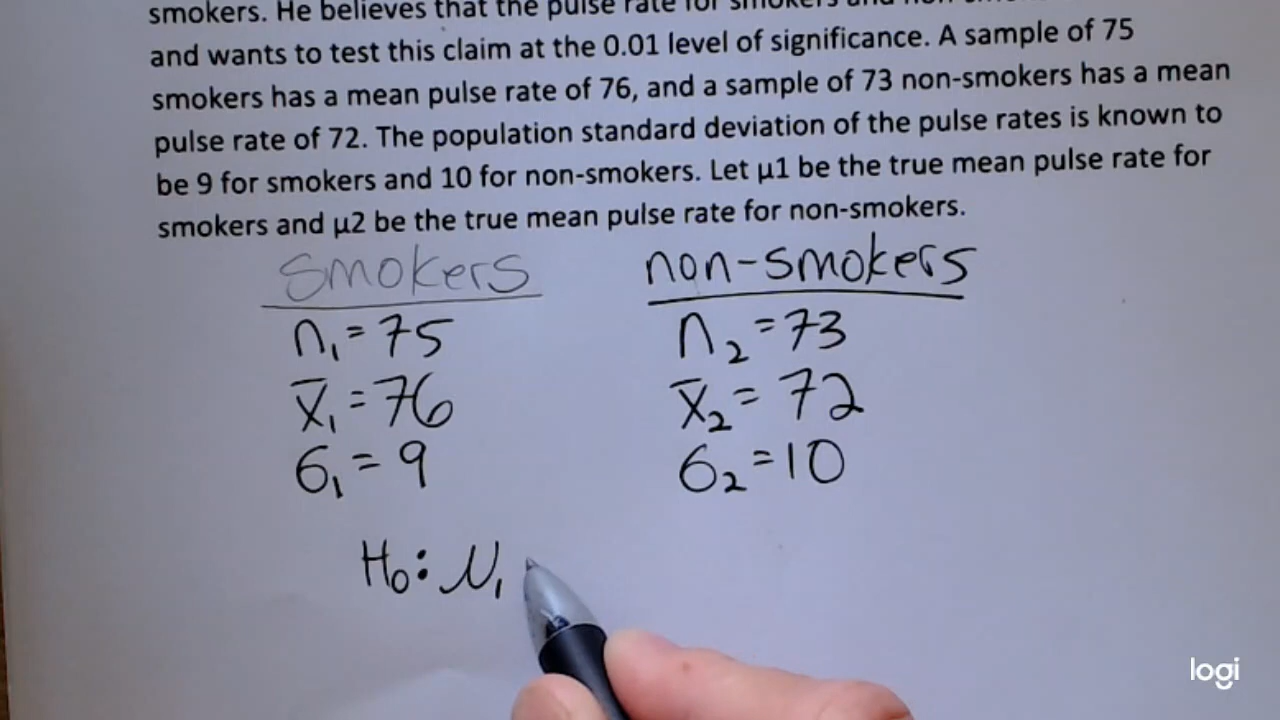 smokers. He believes that the pulse rate for smokers and
and wants to test this claim at the 0.01 level of significance. A sample of 75
smokers has a mean pulse rate of 76, and a sample of 73 non-smokers has a mean
pulse rate of 72. The population standard deviation of the pulse rates is known to
be 9 for smokers and 10 for non-smokers. Let μ1 be the true mean pulse rate for
smokers and μ2 be the true mean pulse rate for non-smokers.
smokers non-smokers
n₁ = 75 n₂ = 73
x̄₁ = 76 x̄₂ = 72
σ₁ = 9 σ₂ = 10
H₀: μ₁
logi